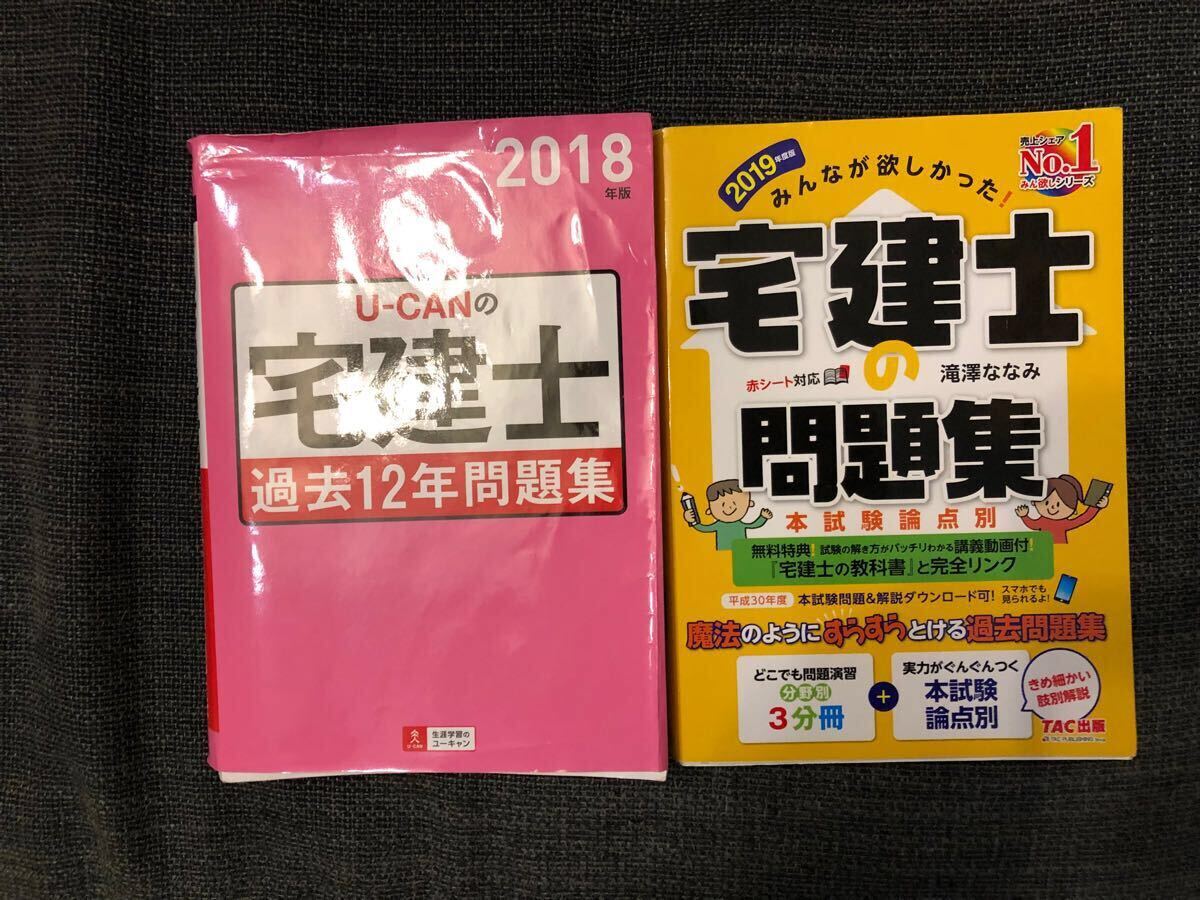 2018
年版
U-CANの
宅建士
過去12年問題集
U-CAN
生涯学習の
ユーキャン
2019年度版
みんなが欲しかった!
売上シェア
No.1
みん欲しシリーズ
宅建士
の
赤シート対応
滝澤ななみ
問題集
本試験論点別
無料特典! 試験の解き方がバッチリわかる講義動画付!
『宅建士の教科書』と完全リンク
平成30年度 本試験問題&解説ダウンロード可!
スマホでも
見られるよ!
魔法のようにすらすらとける過去問題集
どこでも問題演習
分野別
3分冊
+
実力がぐんぐんつく
本試験
論点別
きめ細かい
肢別解説
TAC出版
TAC PUBLISHING Group